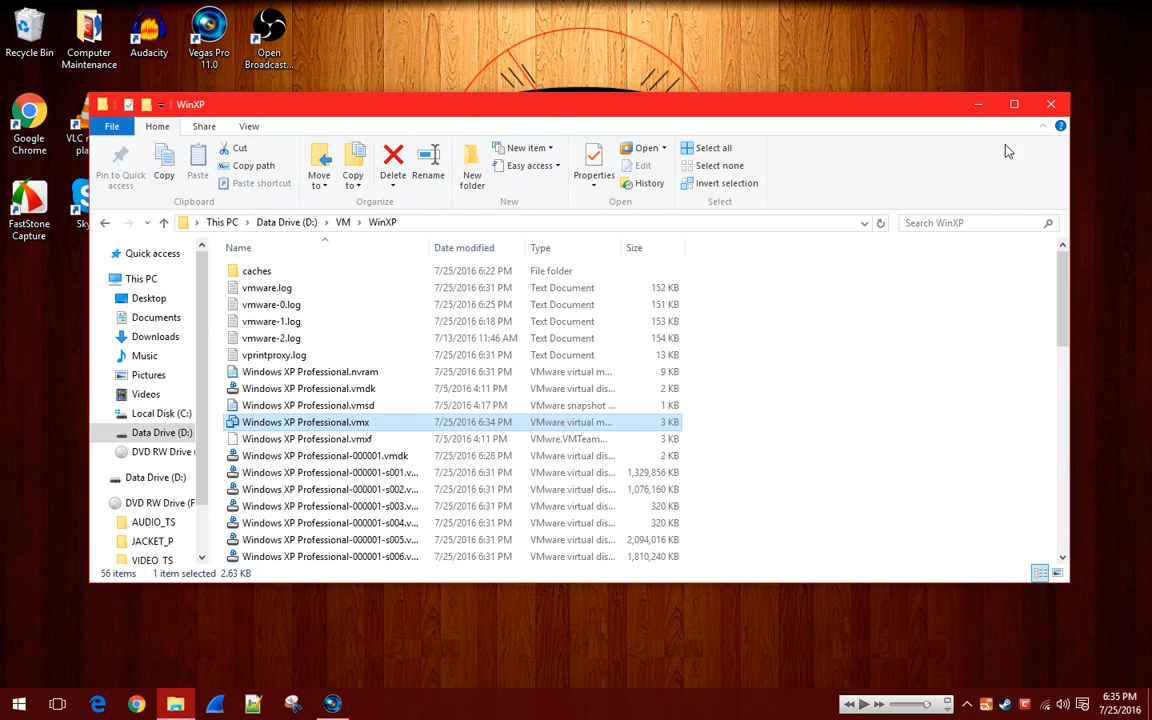 Recycle Bin
Computer Maintenance
Audacity
Vegas Pro 11.0
Open Broadcast...
Google Chrome
VLC
FastStone Capture
WinXP
File Home Share View
Pin to Quick access
Copy
Paste
Cut
Copy path
Paste shortcut
Clipboard
Move to
Copy to
Delete
Rename
Organize
New folder
New item
Easy access
New
Properties
Open
Edit
History
Open
Select all
Select none
Invert selection
Select
This PC > Data Drive (D:) > VM > WinXP
Search WinXP
Quick access
This PC
Desktop
Documents
Downloads
Music
Pictures
Videos
Local Disk (C:)
Data Drive (D:)
DVD RW Drive
Data Drive (D:)
DVD RW Drive (F
AUDIO_TS
JACKET_P
VIDEO_TS
Name Date modified Type Size
caches 7/25/2016 6:22 PM File folder
vmware.log 7/25/2016 6:31 PM Text Document 152 KB
vmware-0.log 7/25/2016 6:25 PM Text Document 151 KB
vmware-1.log 7/25/2016 6:18 PM Text Document 153 KB
vmware-2.log 7/13/2016 11:46 AM Text Document 154 KB
vprintproxy.log 7/25/2016 6:31 PM Text Document 13 KB
Windows XP Professional.nvram 7/25/2016 6:31 PM VMware virtual m... 9 KB
Windows XP Professional.vmdk 7/5/2016 4:11 PM VMware virtual dis... 2 KB
Windows XP Professional.vmsd 7/5/2016 4:17 PM VMware snapshot ... 1 KB
Windows XP Professional.vmx 7/25/2016 6:34 PM VMware virtual m... 3 KB
Windows XP Professional.vmxf 7/5/2016 4:11 PM VMwre.VMTeam... 3 KB
Windows XP Professional-000001.vmdk 7/25/2016 6:28 PM VMware virtual dis... 2 KB
Windows XP Professional-000001-s001.v... 7/25/2016 6:31 PM VMware virtual dis... 1,329,856 KB
Windows XP Professional-000001-s002.v... 7/25/2016 6:31 PM VMware virtual dis... 1,076,160 KB
Windows XP Professional-000001-s003.v... 7/25/2016 6:31 PM VMware virtual dis... 320 KB
Windows XP Professional-000001-s004.v... 7/25/2016 6:31 PM VMware virtual dis... 320 KB
Windows XP Professional-000001-s005.v... 7/25/2016 6:31 PM VMware virtual dis... 2,094,016 KB
Windows XP Professional-000001-s006.v... 7/25/2016 6:31 PM VMware virtual dis... 1,810,240 KB
56 items 1 item selected 2.63 KB
6:35 PM
7/25/2016